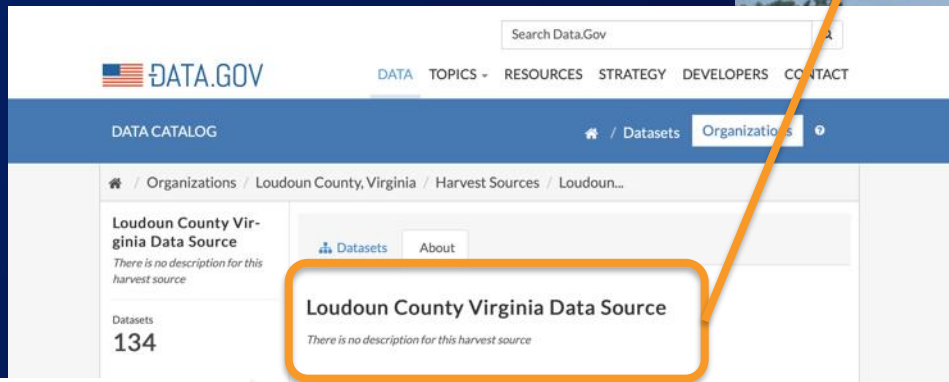 Search Data.Gov
DATA.GOV
DATA TOPICS RESOURCES STRATEGY DEVELOPERS CONTACT
DATA CATALOG
/ Datasets Organizations
/ Organizations / Loudoun County, Virginia / Harvest Sources / Loudoun...
Loudoun County Vir-
ginia Data Source
There is no description for this
harvest source
Datasets
134
Datasets About
Loudoun County Virginia Data Source
There is no description for this harvest source